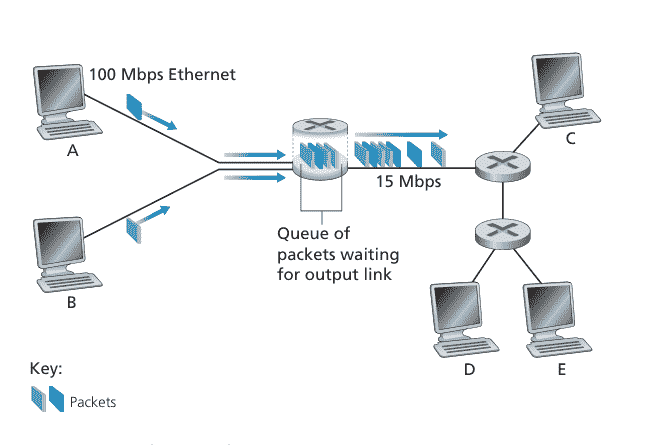 100 Mbps Ethernet
A
C
15 Mbps
Queue of
packets waiting
for output link
B
D
E
Key:
Packets